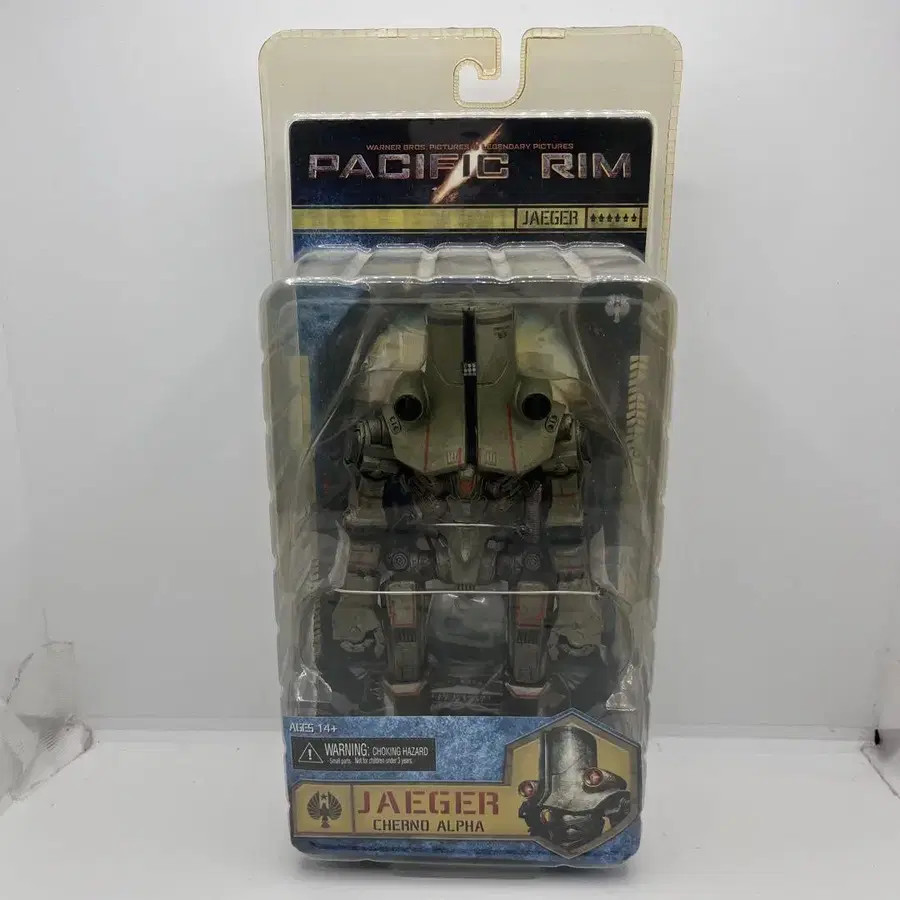 WARNER BROS. PICTURES LEGENDARY PICTURES
PACIFIC RIM
JAEGER
AGES 14+
WARNING: CHOKING HAZARD
Small parts. Not for children under 3 years.
JAEGER
CHERNO ALPHA